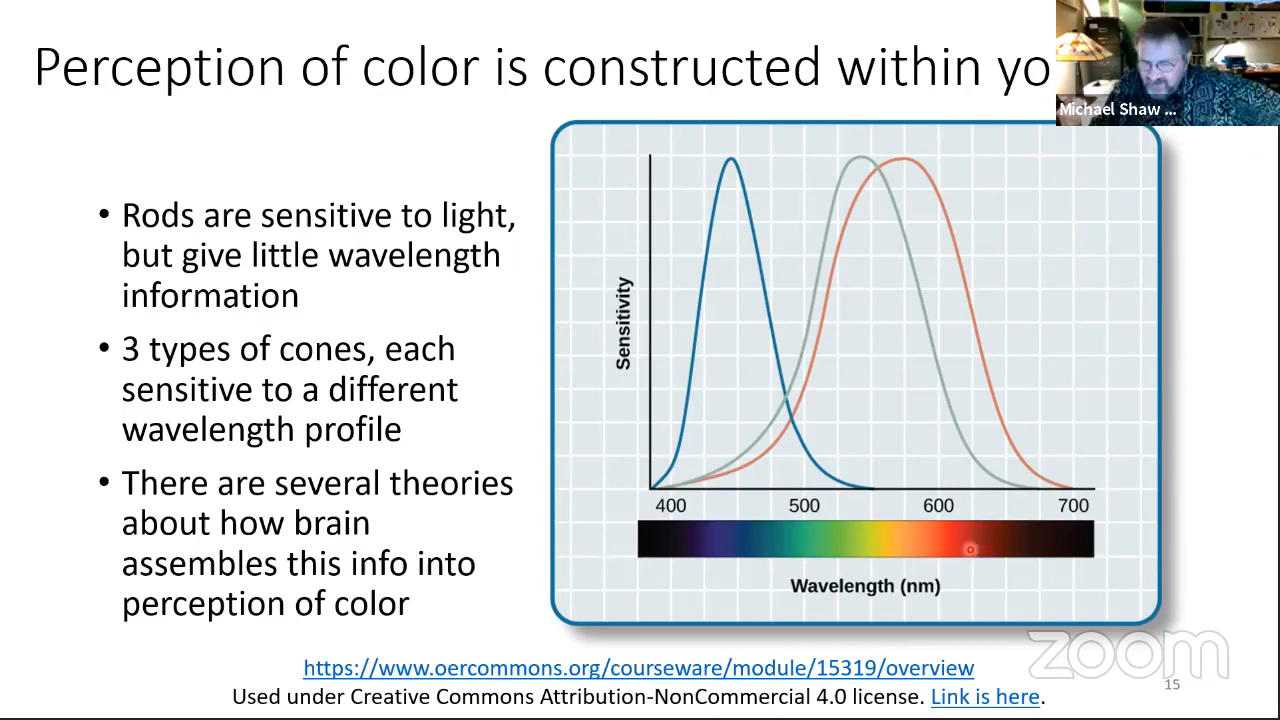 Perception of color is constructed within yo
Michael Shaw ...
• Rods are sensitive to light,
but give little wavelength
information
• 3 types of cones, each
sensitive to a different
wavelength profile
• There are several theories
about how brain
assembles this info into
perception of color
Sensitivity
400 500 600 700
Wavelength (nm)
https://www.oercommons.org/courseware/module/15319/overview
Used under Creative Commons Attribution-NonCommercial 4.0 license. Link is here.
zoom
15